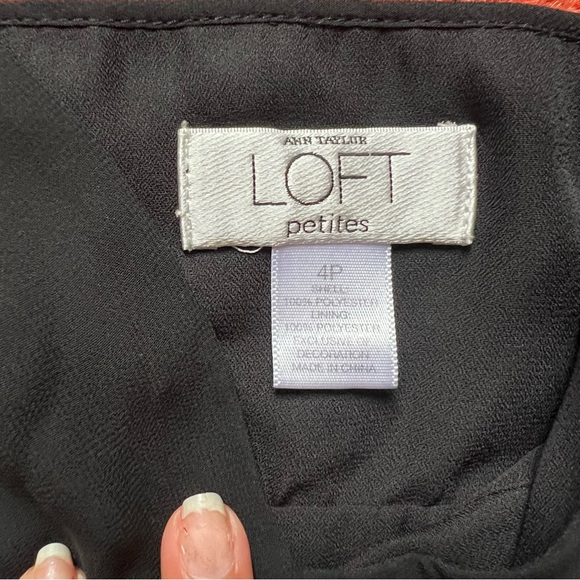 ANN TAYLOR
LOFT
petites
4P
SHELL:
100% POLYESTER
LINING:
100% POLYESTER
EXCLUSIVE OF
DECORATION
MADE IN CHINA